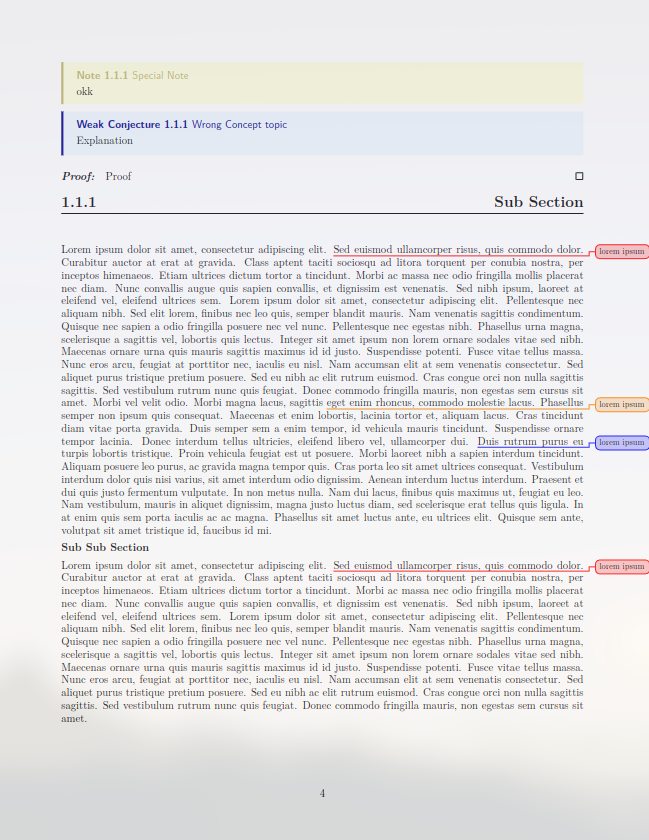 Note 1.1.1 Special Note
okk
Weak Conjecture 1.1.1 Wrong Concept topic
Explanation
Proof: Proof
1.1.1 Sub Section
Lorem ipsum dolor sit amet, consectetur adipiscing elit. Sed euismod ullamcorper risus, quis commodo dolor.
lorem ipsum
Curabitur auctor at erat at gravida. Class aptent taciti sociosqu ad litora torquent per conubia nostra, per
inceptos himenaeos. Etiam ultrices dictum tortor a tincidunt. Morbi ac massa nec odio fringilla mollis placerat
nec diam. Nunc convallis augue quis sapien convallis, et dignissim est venenatis. Sed nibh ipsum, laoreet at
eleifend vel, eleifend ultrices sem. Lorem ipsum dolor sit amet, consectetur adipiscing elit. Pellentesque nec
aliquam nibh. Sed elit lorem, finibus nec leo quis, semper blandit mauris. Nam venenatis sagittis condimentum.
Quisque nec sapien a odio fringilla posuere nec vel nunc. Pellentesque nec egestas nibh. Phasellus urna magna,
scelerisque a sagittis vel, lobortis quis lectus. Integer sit amet ipsum non lorem ornare sodales vitae sed nibh.
Maecenas ornare urna quis mauris sagittis maximus id id justo. Suspendisse potenti. Fusce vitae tellus massa.
Nunc eros arcu, feugiat at porttitor nec, iaculis eu nisl. Nam accumsan elit at sem venenatis consectetur. Sed
aliquet purus tristique pretium posuere. Sed eu nibh ac elit rutrum euismod. Cras congue orci non nulla sagittis
sagittis. Sed vestibulum rutrum nunc quis feugiat. Donec commodo fringilla mauris, non egestas sem cursus sit
amet. Morbi vel velit odio. Morbi magna lacus, sagittis eget enim rhoncus, commodo molestie lacus. Phasellus
lorem ipsum
semper non ipsum quis consequat. Maecenas et enim lobortis, lacinia tortor et, aliquam lacus. Cras tincidunt
diam vitae porta gravida. Duis semper sem a enim tempor, id vehicula mauris tincidunt. Suspendisse ornare
tempor lacinia. Donec interdum tellus ultricies, eleifend libero vel, ullamcorper dui. Duis rutrum purus eu
lorem ipsum
turpis lobortis tristique. Proin vehicula feugiat est ut posuere. Morbi laoreet nibh a sapien interdum tincidunt.
Aliquam posuere leo purus, ac gravida magna tempor quis. Cras porta leo sit amet ultrices consequat. Vestibulum
interdum dolor quis nisi varius, sit amet interdum odio dignissim. Aenean interdum luctus interdum. Praesent et
dui quis justo fermentum vulputate. In non metus nulla. Nam dui lacus, finibus quis maximus ut, feugiat eu leo.
Nam vestibulum, mauris in aliquet dignissim, magna justo luctus diam, sed scelerisque erat tellus quis ligula. In
at enim quis sem porta iaculis ac ac magna. Phasellus sit amet luctus ante, eu ultrices elit. Quisque sem ante,
volutpat sit amet tristique id, faucibus id mi.
Sub Sub Section
Lorem ipsum dolor sit amet, consectetur adipiscing elit. Sed euismod ullamcorper risus, quis commodo dolor.
lorem ipsum
Curabitur auctor at erat at gravida. Class aptent taciti sociosqu ad litora torquent per conubia nostra, per
inceptos himenaeos. Etiam ultrices dictum tortor a tincidunt. Morbi ac massa nec odio fringilla mollis placerat
nec diam. Nunc convallis augue quis sapien convallis, et dignissim est venenatis. Sed nibh ipsum, laoreet at
eleifend vel, eleifend ultrices sem. Lorem ipsum dolor sit amet, consectetur adipiscing elit. Pellentesque nec
aliquam nibh. Sed elit lorem, finibus nec leo quis, semper blandit mauris. Nam venenatis sagittis condimentum.
Quisque nec sapien a odio fringilla posuere nec vel nunc. Pellentesque nec egestas nibh. Phasellus urna magna,
scelerisque a sagittis vel, lobortis quis lectus. Integer sit amet ipsum non lorem ornare sodales vitae sed nibh.
Maecenas ornare urna quis mauris sagittis maximus id id justo. Suspendisse potenti. Fusce vitae tellus massa.
Nunc eros arcu, feugiat at porttitor nec, iaculis eu nisl. Nam accumsan elit at sem venenatis consectetur. Sed
aliquet purus tristique pretium posuere. Sed eu nibh ac elit rutrum euismod. Cras congue orci non nulla sagittis
sagittis. Sed vestibulum rutrum nunc quis feugiat. Donec commodo fringilla mauris, non egestas sem cursus sit
amet.
4